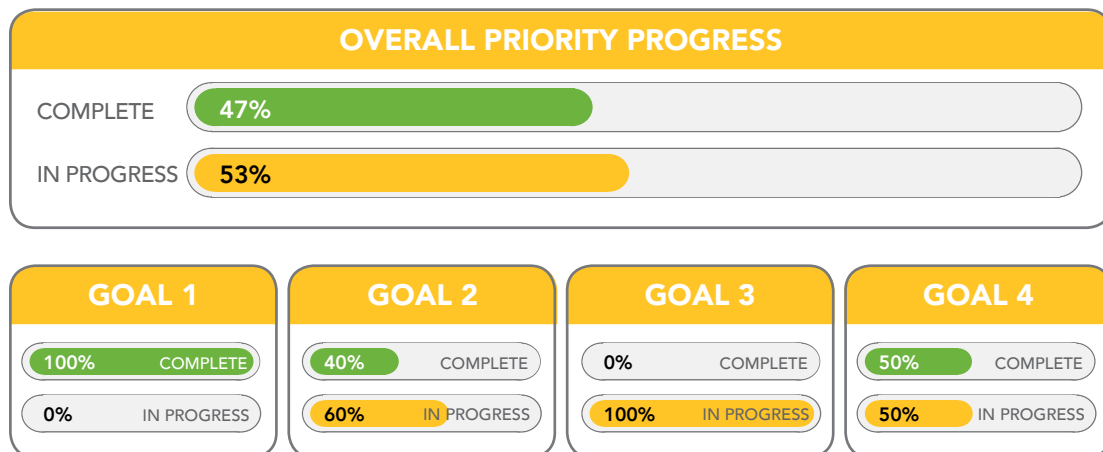 OVERALL PRIORITY PROGRESS
COMPLETE 47%
IN PROGRESS 53%
GOAL 1
100% COMPLETE
0% IN PROGRESS
GOAL 2
40% COMPLETE
60% IN PROGRESS
GOAL 3
0% COMPLETE
100% IN PROGRESS
GOAL 4
50% COMPLETE
50% IN PROGRESS